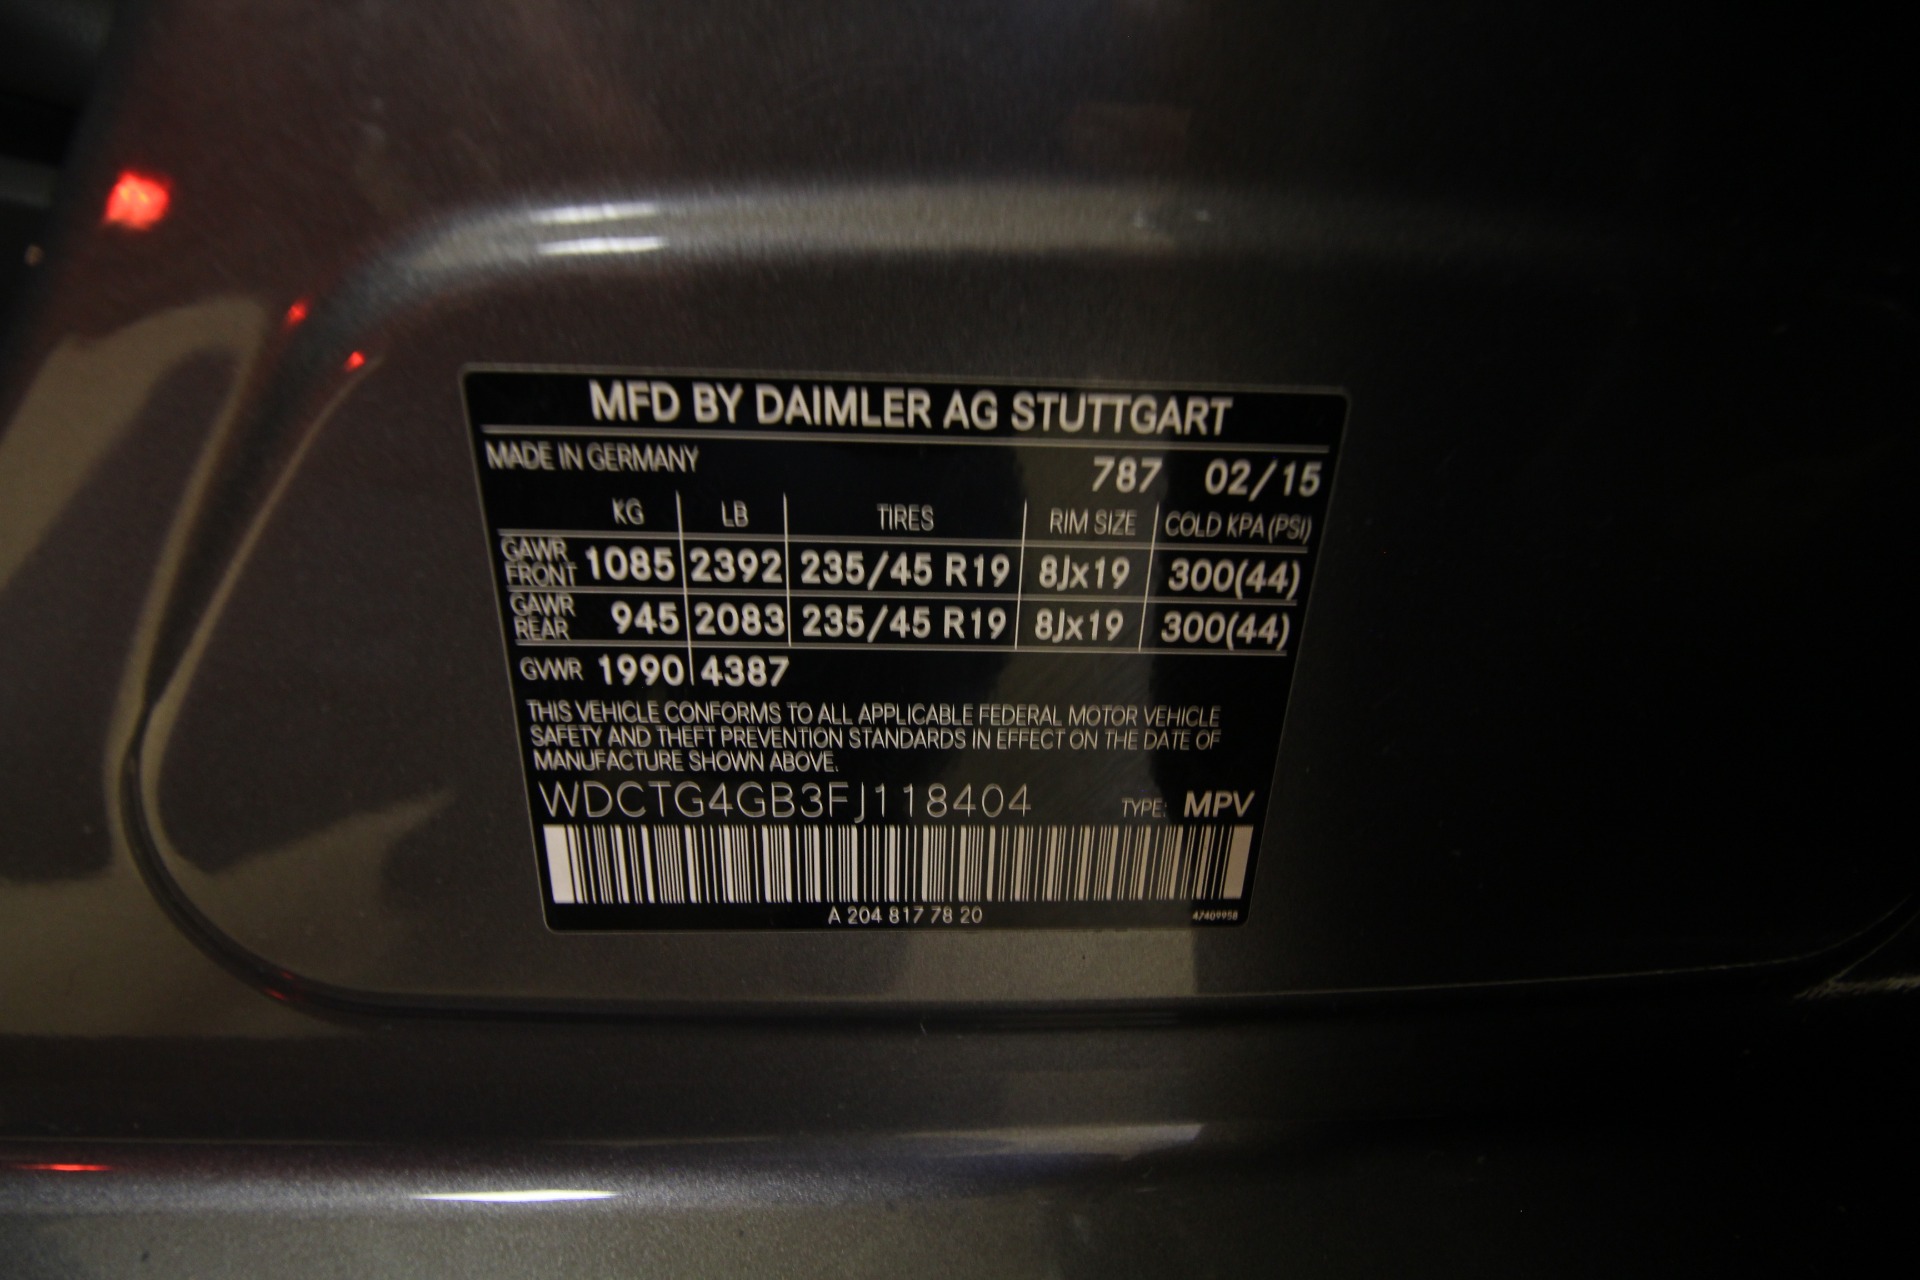 MFD BY DAIMLER AG STUTTGART
MADE IN GERMANY 787 02/15
KG LB TIRES RIM SIZE COLD KPA (PSI)
GAWR FRONT 1085 2392 235/45 R19 8Jx19 300(44)
GAWR REAR 945 2083 235/45 R19 8Jx19 300(44)
GVWR 1990 4387
THIS VEHICLE CONFORMS TO ALL APPLICABLE FEDERAL MOTOR VEHICLE
SAFETY AND THEFT PREVENTION STANDARDS IN EFFECT ON THE DATE OF
MANUFACTURE SHOWN ABOVE.
WDCTG4GB3FJ118404 TYPE: MPV
A 204 817 78 20 47409958